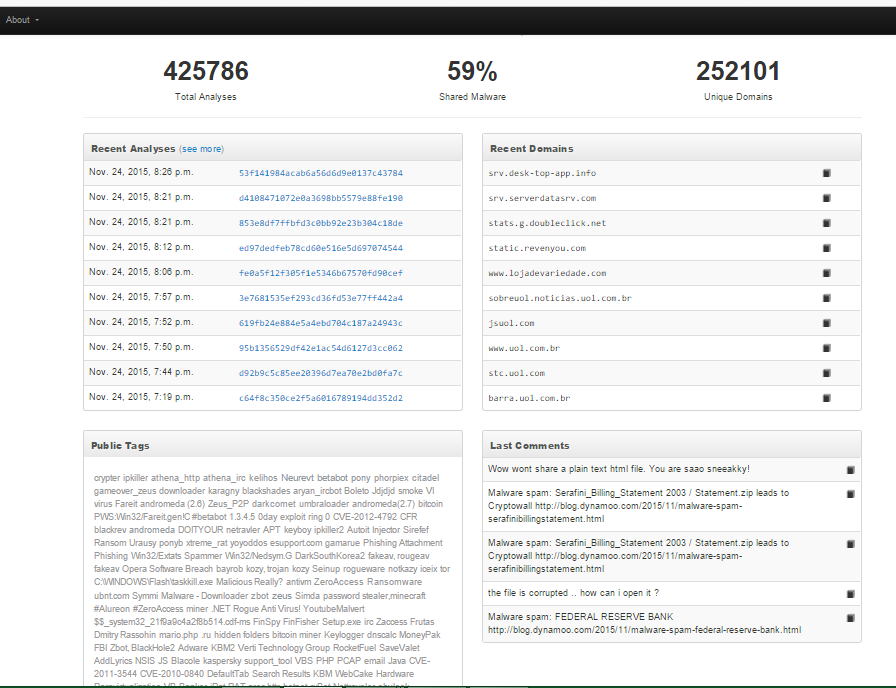 About
425786 59% 252101
Total Analyses Shared Malware Unique Domains
Recent Analyses (see more)
Nov. 24, 2015, 8:26 p.m. 53f141984acab6a56d6d9e0137c43784
Nov. 24, 2015, 8:21 p.m. d4108471072e0a3698bb5579e88fe190
Nov. 24, 2015, 8:21 p.m. 853e8df7ffbfd3c0bb92e23b304c18de
Nov. 24, 2015, 8:12 p.m. ed97dedfeb78cd60e516e5d697074544
Nov. 24, 2015, 8:06 p.m. fe0a5f12f305f1e5346b67570fd90cef
Nov. 24, 2015, 7:57 p.m. 3e7681535ef293cd36fd53e77ff442a4
Nov. 24, 2015, 7:52 p.m. 619fb24e884e5a4ebd704c187a24943c
Nov. 24, 2015, 7:50 p.m. 95b1356529df42e1ac54d6127d3cc062
Nov. 24, 2015, 7:44 p.m. d92b9c5c85ee20396d7ea70e2bd0fa7c
Nov. 24, 2015, 7:19 p.m. c64f8c350ce2f5a6016789194dd352d2
Recent Domains
srv.desk-top-app.info
srv.serverdatasrv.com
stats.g.doubleclick.net
static.revenyou.com
www.lojadevariedade.com
sobreuol.noticias.uol.com.br
jsuol.com
www.uol.com.br
stc.uol.com
barra.uol.com.br
Public Tags
crypter ipkiller athena_http athena_irc kelihos Neurevt betabot pony phorpiex citadel
gameover_zeus downloader karagny blackshades aryan_ircbot Boleto Jdjdjd smoke VI
virus Fareit andromeda (2.6) Zeus_P2P darkcomet umbraloader andromeda(2.7) bitcoin
PWS:Win32/Fareit.gen!C #betabot 1.3.4.5 0day exploit ring 0 CVE-2012-4792 CFR
blackrev andromeda DOITYOUR netravler APT keyboy ipkiller2 Autoit Injector Sirefef
Ransom Urausy ponyb xtreme_rat yoyoddos esupport.com gamarue Phishing Attachment
Phishing Win32/Extats Spammer Win32/Nedsym.G DarkSouthKorea2 fakeav, rougeav
fakeav Opera Software Breach bayrob kozy, trojan kozy Seinup rogueware notkazy iceix tor
C:\WINDOWS\Flash\taskkill.exe Malicious Really? antivm ZeroAccess Ransomware
ubnt.com Symmi Malware - Downloader zbot zeus Simda password stealer,minecraft
#Alureon #ZeroAccess miner .NET Rogue Anti Virus! YoutubeMalvert
$$_system32_21f9a9c4a2f8b514.cdf-ms FinSpy FinFisher Setup.exe irc Zaccess Frutas
Dmitry Rassohin mario.php .ru hidden folders bitcoin miner Keylogger dnscalc MoneyPak
FBI Zbot, BlackHole2 Adware KBM2 Verti Technology Group RocketFuel SaveValet
AddLyrics NSIS JS Blacole kaspersky support_tool VBS PHP PCAP email Java CVE-
2011-3544 CVE-2010-0840 DefaultTab Search Results KBM WebCake Hardware
Last Comments
Wow wont share a plain text html file. You are saao sneeakky!
Malware spam: Serafini_Billing_Statement 2003 / Statement.zip leads to
Cryptowall http://blog.dynamoo.com/2015/11/malware-spam-
serafinibillingstatement.html
Malware spam: Serafini_Billing_Statement 2003 / Statement.zip leads to
Cryptowall http://blog.dynamoo.com/2015/11/malware-spam-
serafinibillingstatement.html
the file is corrupted .. how can i open it ?
Malware spam: FEDERAL RESERVE BANK
http://blog.dynamoo.com/2015/11/malware-spam-federal-reserve-bank.html